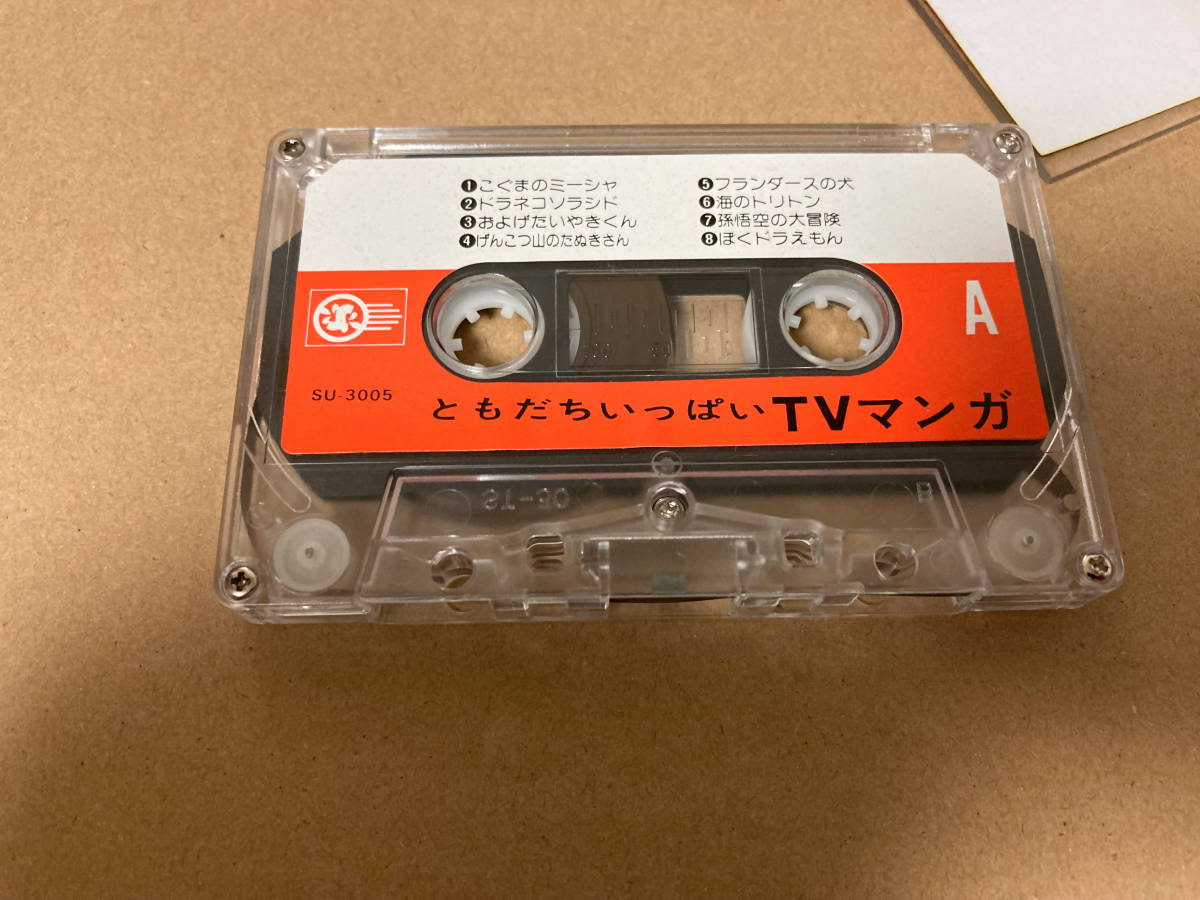 ❶こぐまのミーシャ
❷ドラネコソラシド
❸およげたいやきくん
❹げんこつ山のたぬきさん
❺フランダースの犬
❻海のトリトン
❼孫悟空の大冒険
❽ぼくドラえもん
A
SU-3005
ともだちいっぱいTVマンガ
100 50 0
B